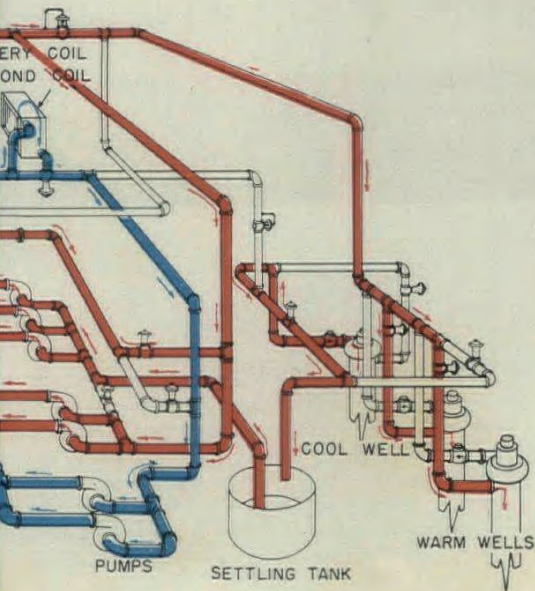 COIL
COIL
COOL WELL
WARM WELLS
PUMPS
SETTLING TANK